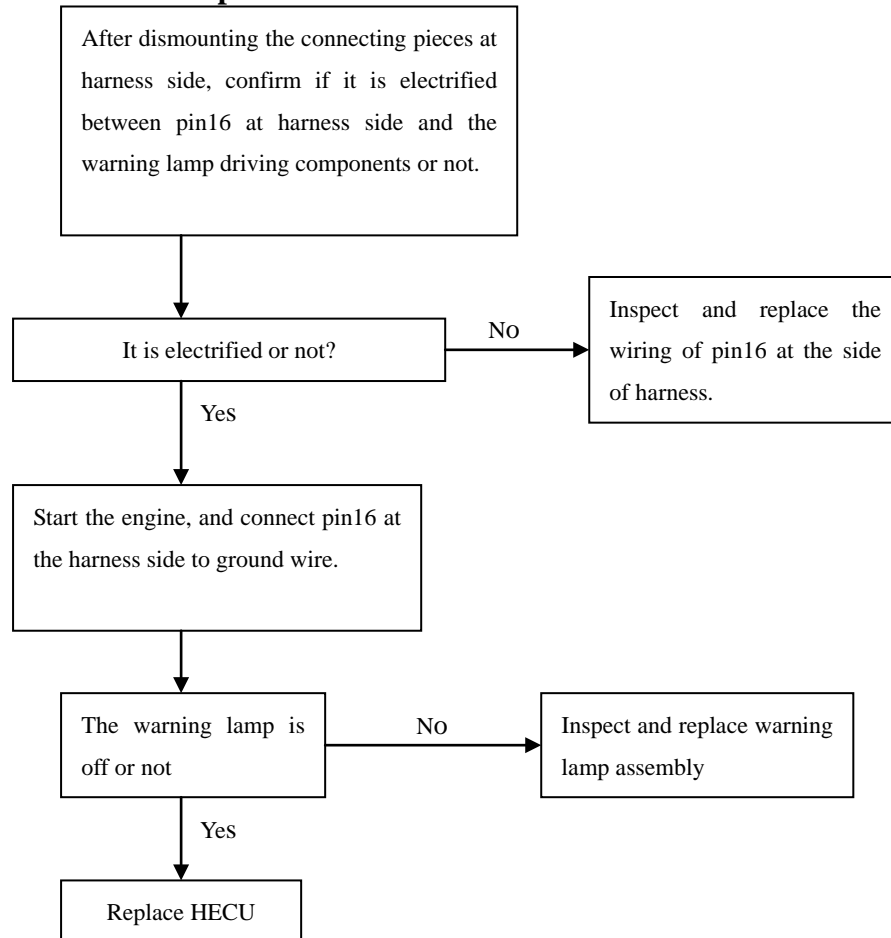 After dismounting the connecting pieces at
harness side, confirm if it is electrified
between pin16 at harness side and the
warning lamp driving components or not.
It is electrified or not?
No
Inspect and replace the
wiring of pin16 at the side
of harness.
Yes
Start the engine, and connect pin16 at
the harness side to ground wire.
The warning lamp is
off or not
No
Inspect and replace warning
lamp assembly
Yes
Replace HECU